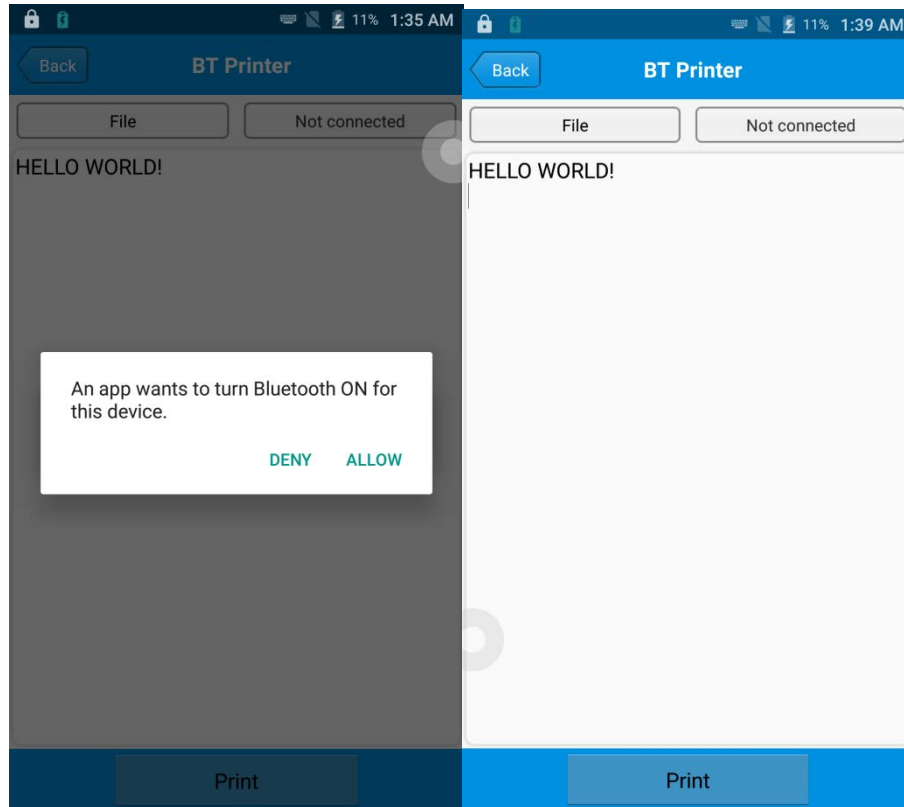 11% 1:35 AM
Back BT Printer
File Not connected
HELLO WORLD!
An app wants to turn Bluetooth ON for
this device.
DENY ALLOW
Print
11% 1:39 AM
Back BT Printer
File Not connected
HELLO WORLD!
Print